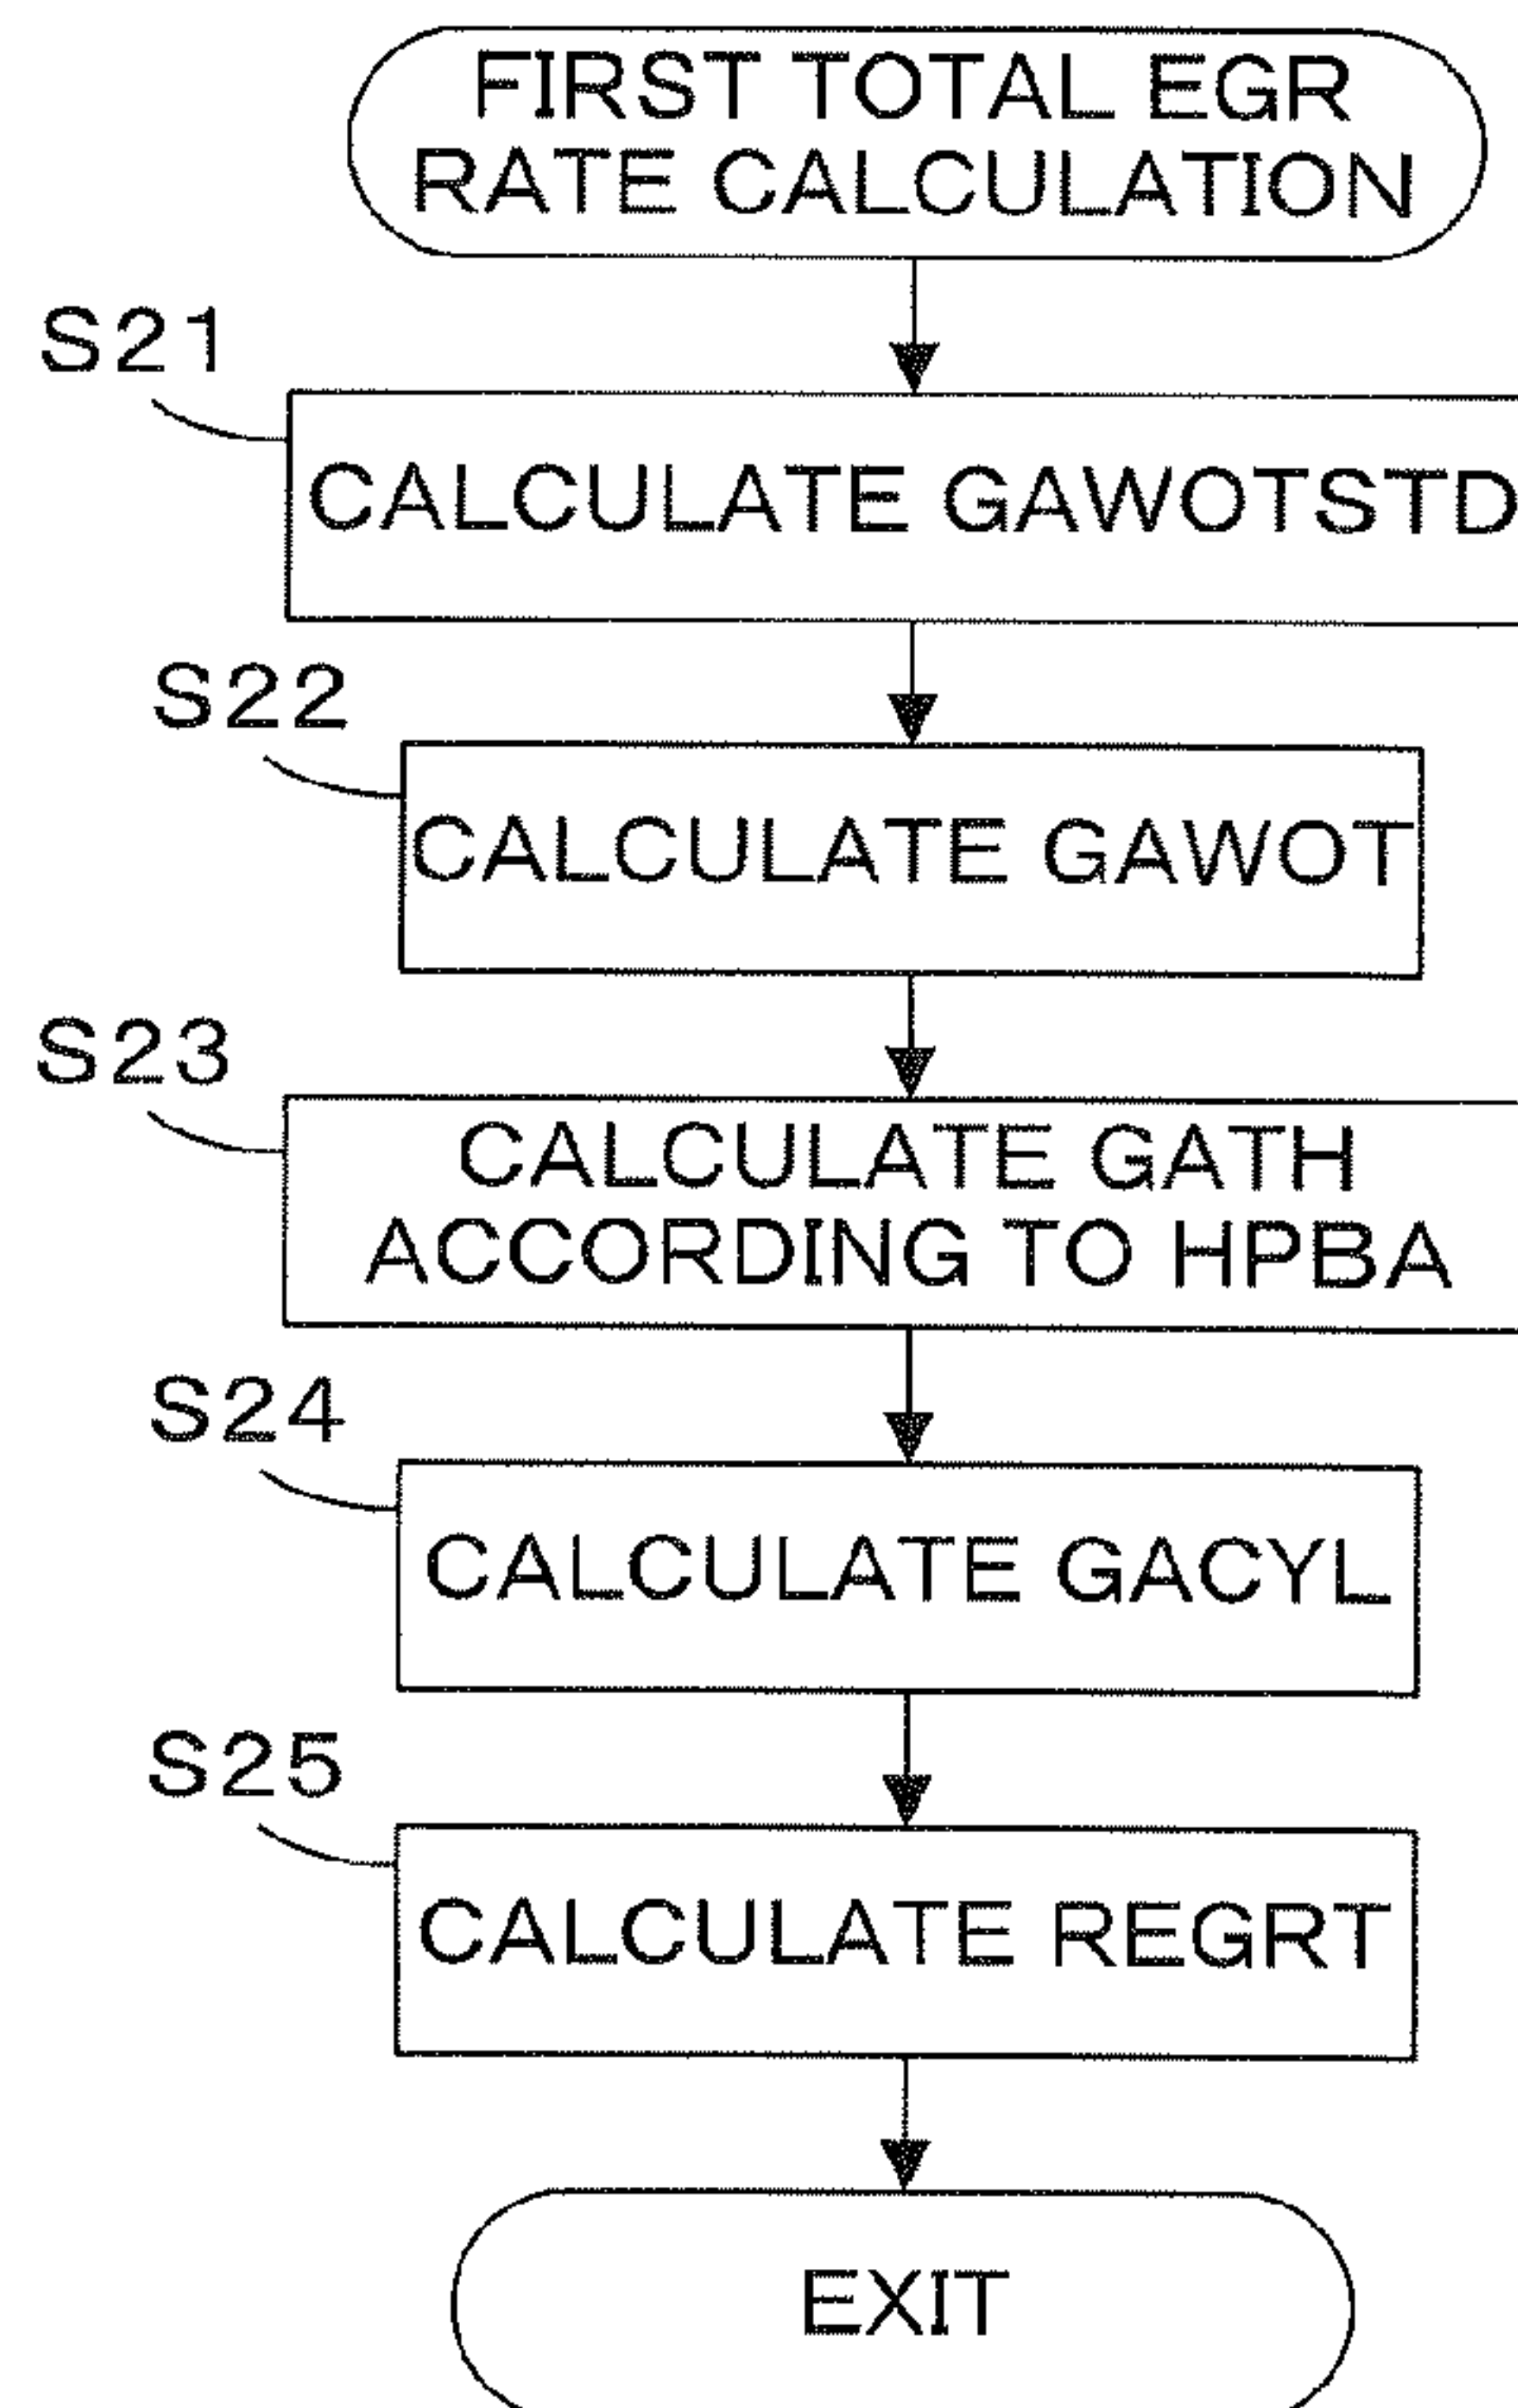 FIRST TOTAL EGR
RATE CALCULATION
S21
CALCULATE GAWOTSTD
S22
CALCULATE GAWOT
S23
CALCULATE GATH
ACCORDING TO HPBA
S24
CALCULATE GACYL
S25
CALCULATE REGRT
EXIT